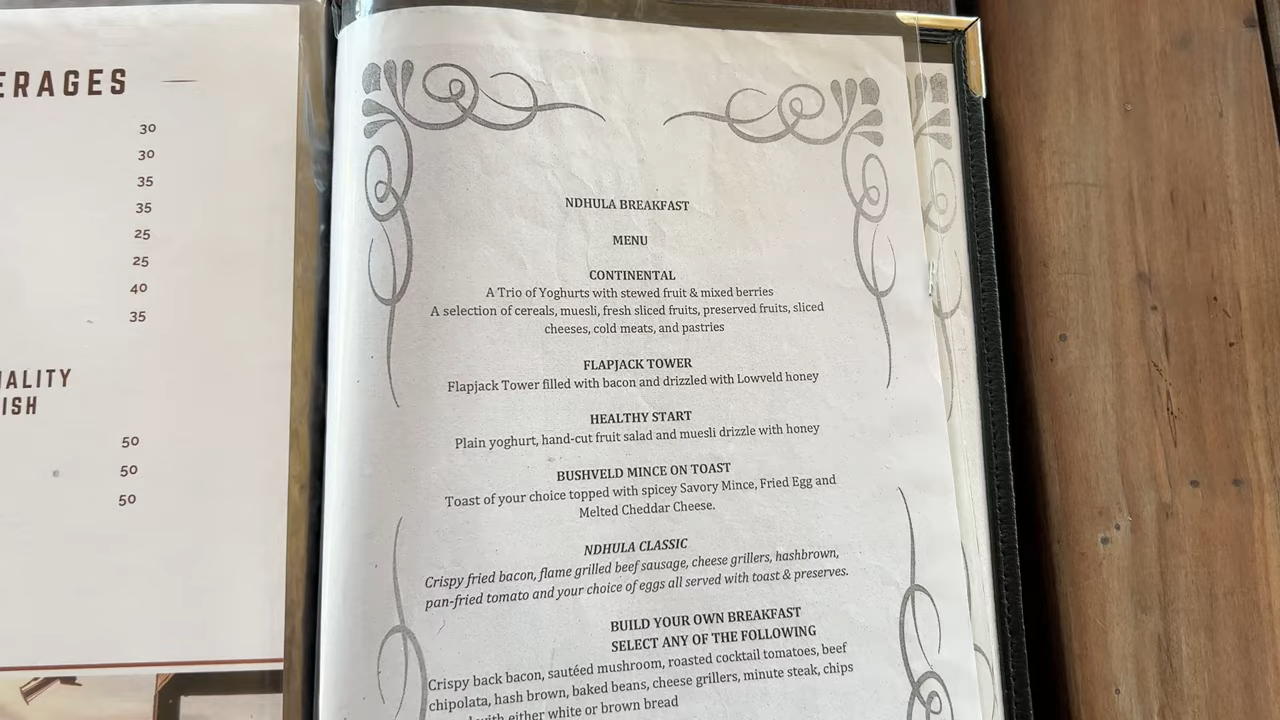 ERAGES
30
30
35
35
25
25
40
35
ALITY
ISH
50
50
50
NDHULA BREAKFAST
MENU
CONTINENTAL
A Trio of Yoghurts with stewed fruit & mixed berries
A selection of cereals, muesli, fresh sliced fruits, preserved fruits, sliced
cheeses, cold meats, and pastries
FLAPJACK TOWER
Flapjack Tower filled with bacon and drizzled with Lowveld honey
HEALTHY START
Plain yoghurt, hand-cut fruit salad and muesli drizzle with honey
BUSHVELD MINCE ON TOAST
Toast of your choice topped with spicey Savory Mince, Fried Egg and
Melted Cheddar Cheese.
NDHULA CLASSIC
Crispy fried bacon, flame grilled beef sausage, cheese grillers, hashbrown,
pan-fried tomato and your choice of eggs all served with toast & preserves.
BUILD YOUR OWN BREAKFAST
SELECT ANY OF THE FOLLOWING
Crispy back bacon, sautéed mushroom, roasted cocktail tomatoes, beef
chipolata, hash brown, baked beans, cheese grillers, minute steak, chips
with either white or brown bread